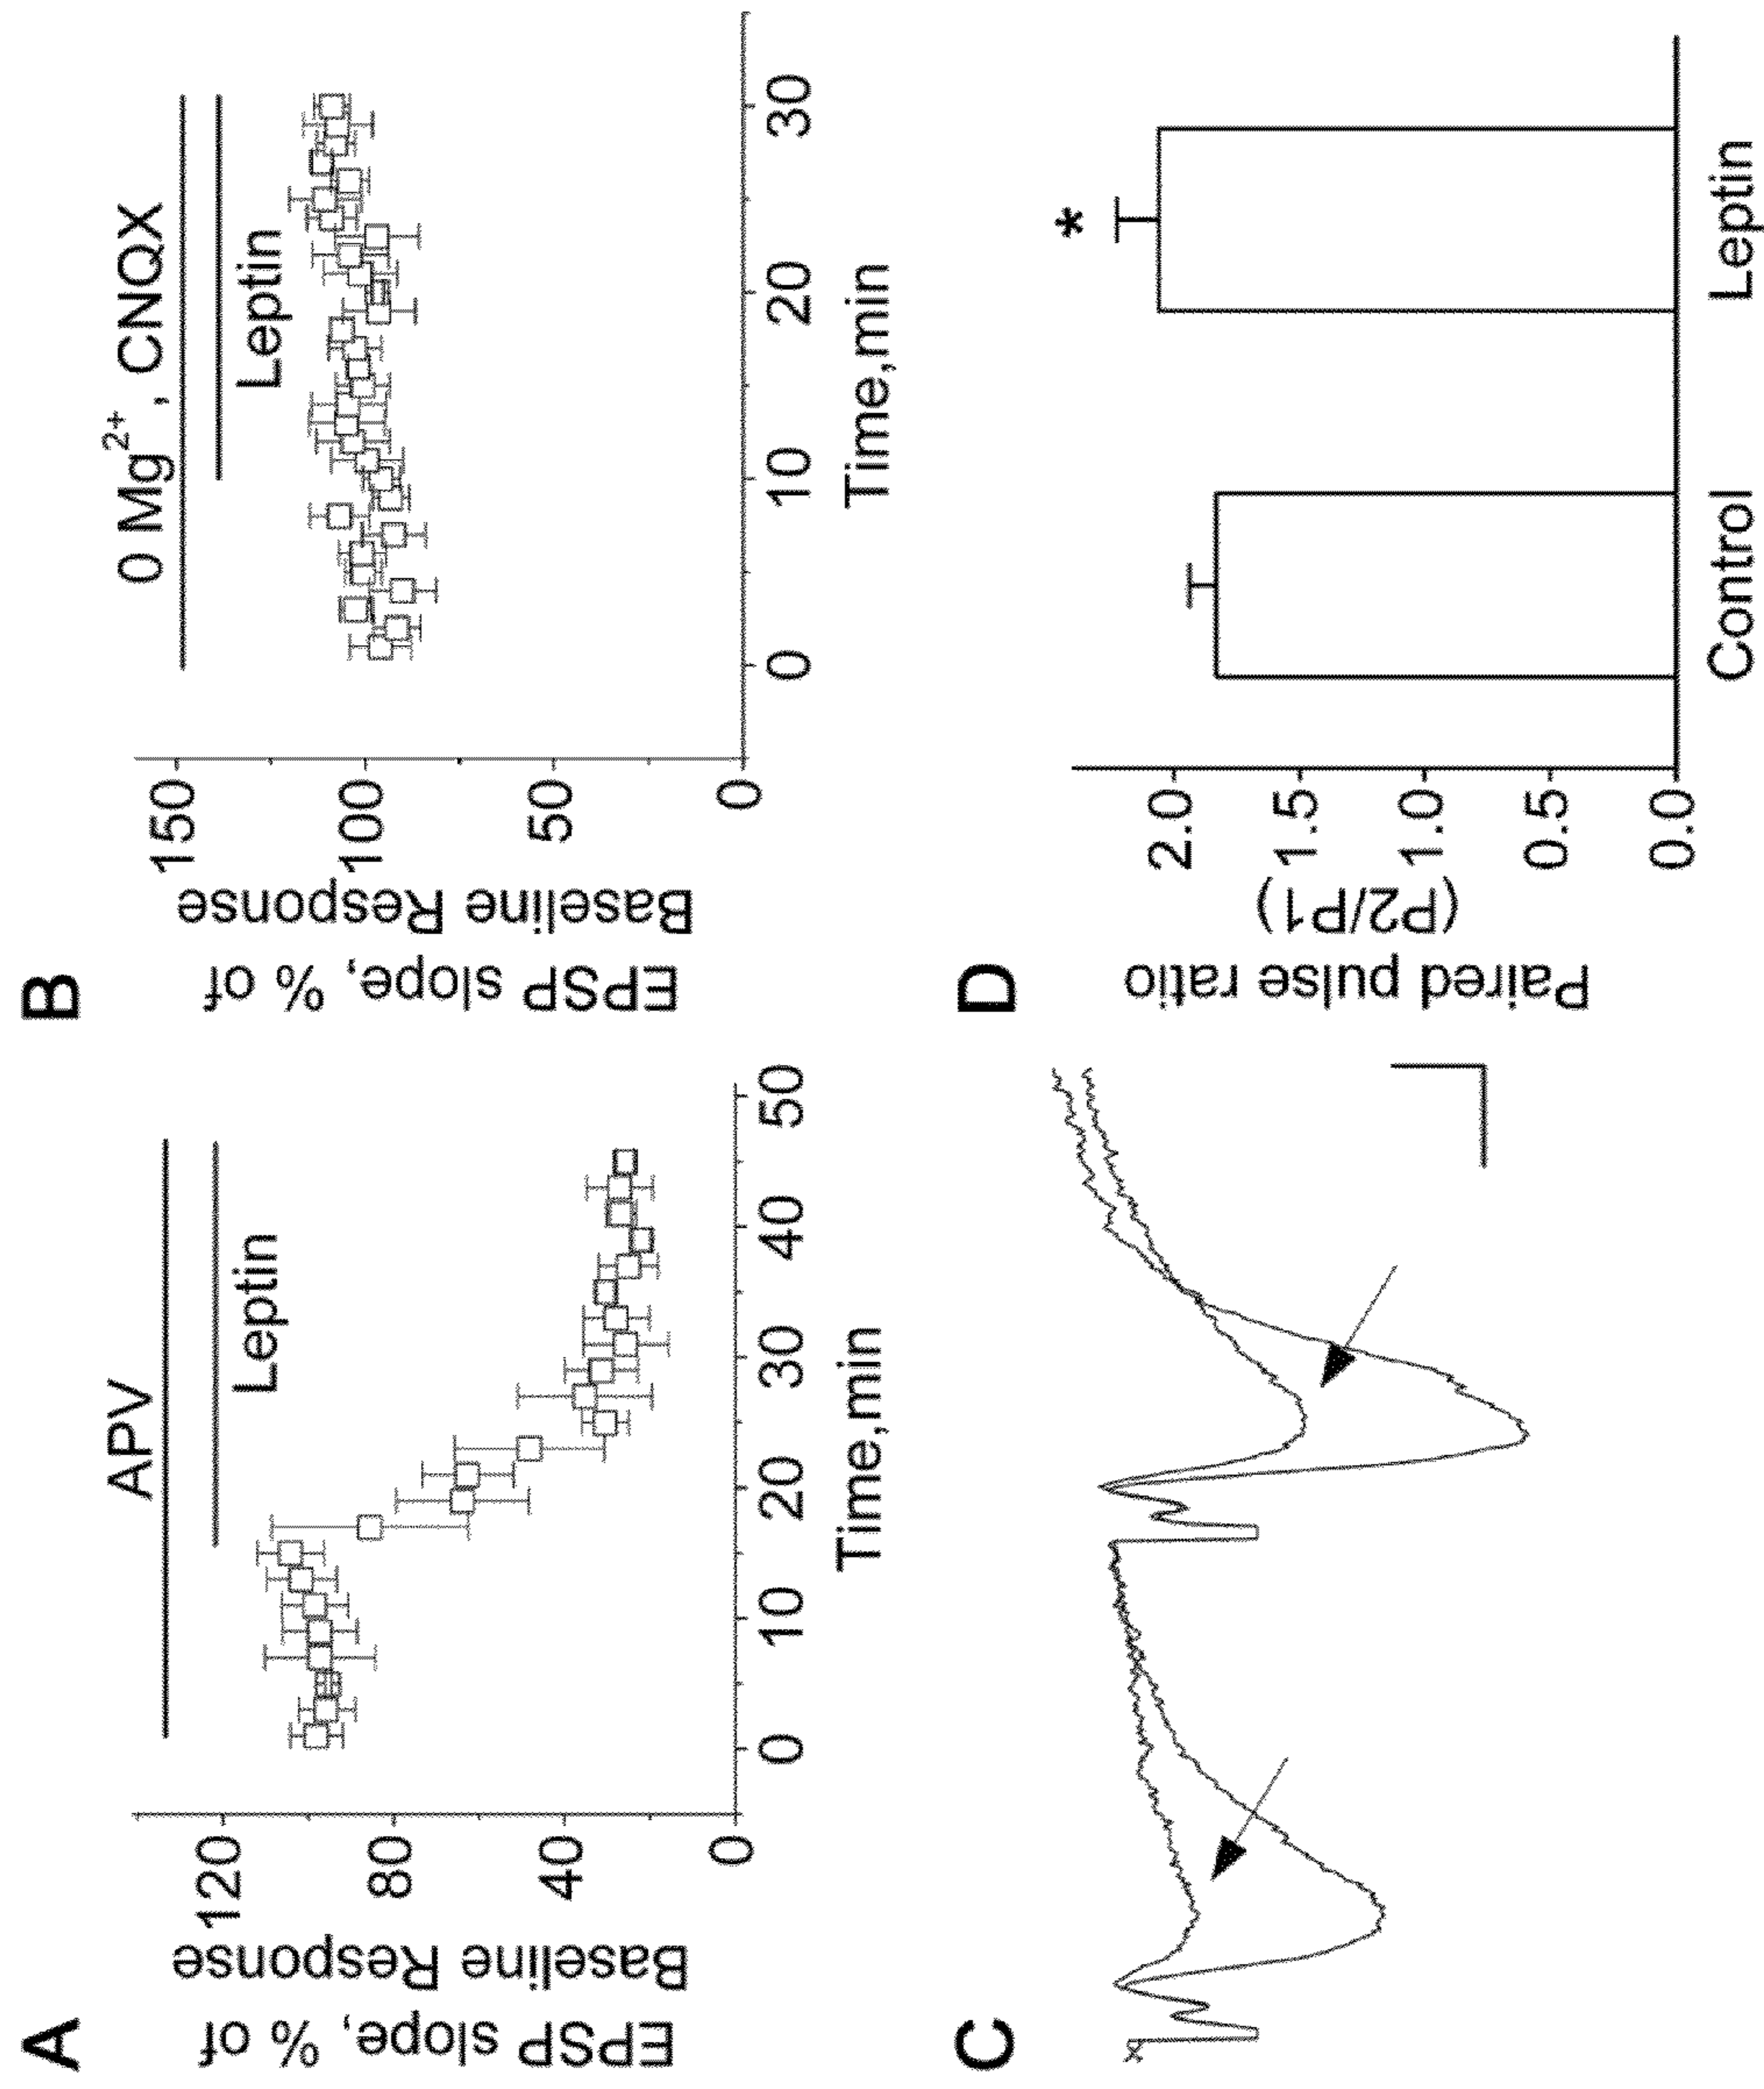 A
APV
Leptin
EPSP slope, % of
Baseline Response
120
80
40
0
0 10 20 30 40 50
Time,min
B
0 Mg2+, CNQX
Leptin
EPSP slope, % of
Baseline Response
150
100
50
0
0 10 20 30
Time,min
C
D
*
Paired pulse ratio
(P2/P1)
2.0
1.5
1.0
0.5
0.0
Control Leptin